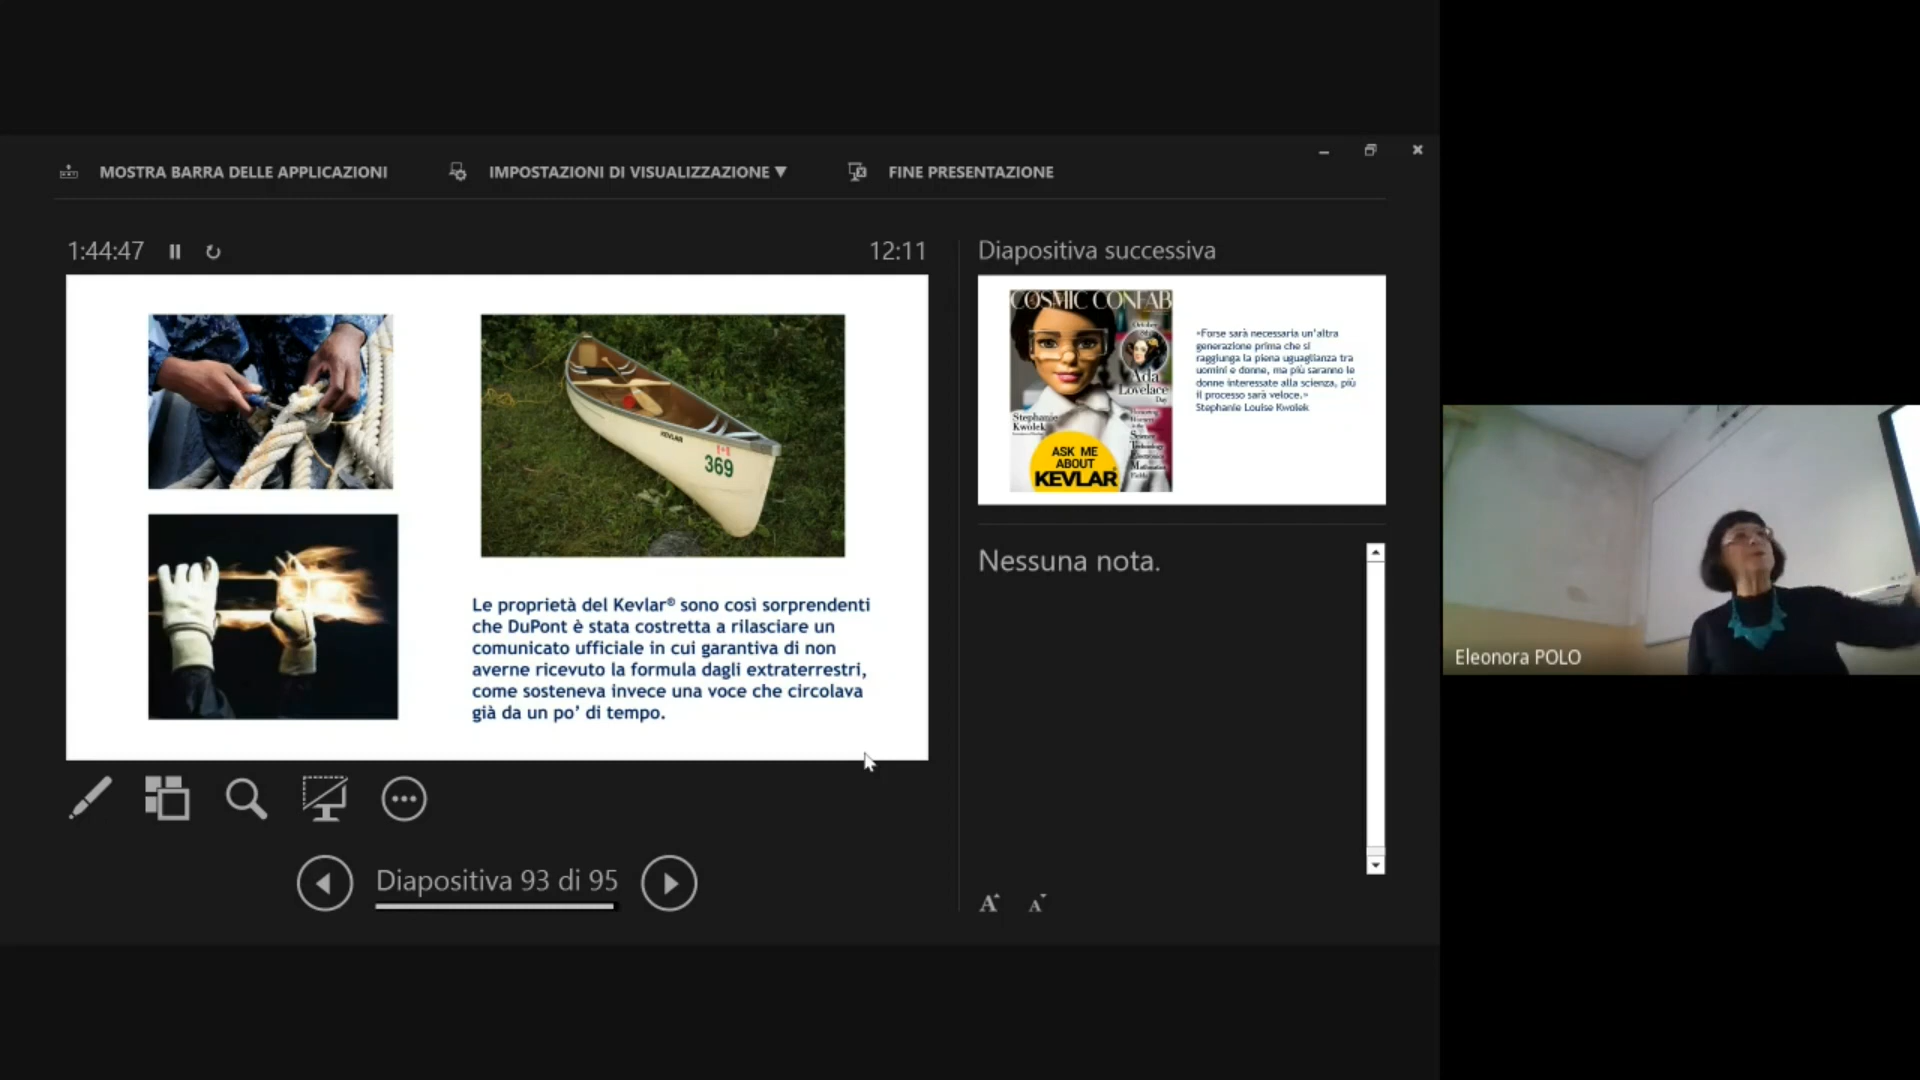 MOSTRA BARRA DELLE APPLICAZIONI
IMPOSTAZIONI DI VISUALIZZAZIONE ▼
FINE PRESENTAZIONE
1:44:47
12:11
KEVLAR
369
Le proprietà del Kevlar® sono così sorprendenti
che DuPont è stata costretta a rilasciare un
comunicato ufficiale in cui garantiva di non
averne ricevuto la formula dagli extraterrestri,
come sosteneva invece una voce che circolava
già da un po' di tempo.
Diapositiva 93 di 95
Diapositiva successiva
COSMIC CONFAB
Ada
Lovelace
Day
Stephanie
Kwolek
ASK ME
ABOUT
KEVLAR
«Forse sarà necessaria un'altra
generazione prima che si
raggiunga la piena uguaglianza tra
uomini e donne, ma più saranno le
donne interessate alla scienza, più
il processo sarà veloce.»
Stephanie Louise Kwolek
Nessuna nota.
A A
Eleonora POLO